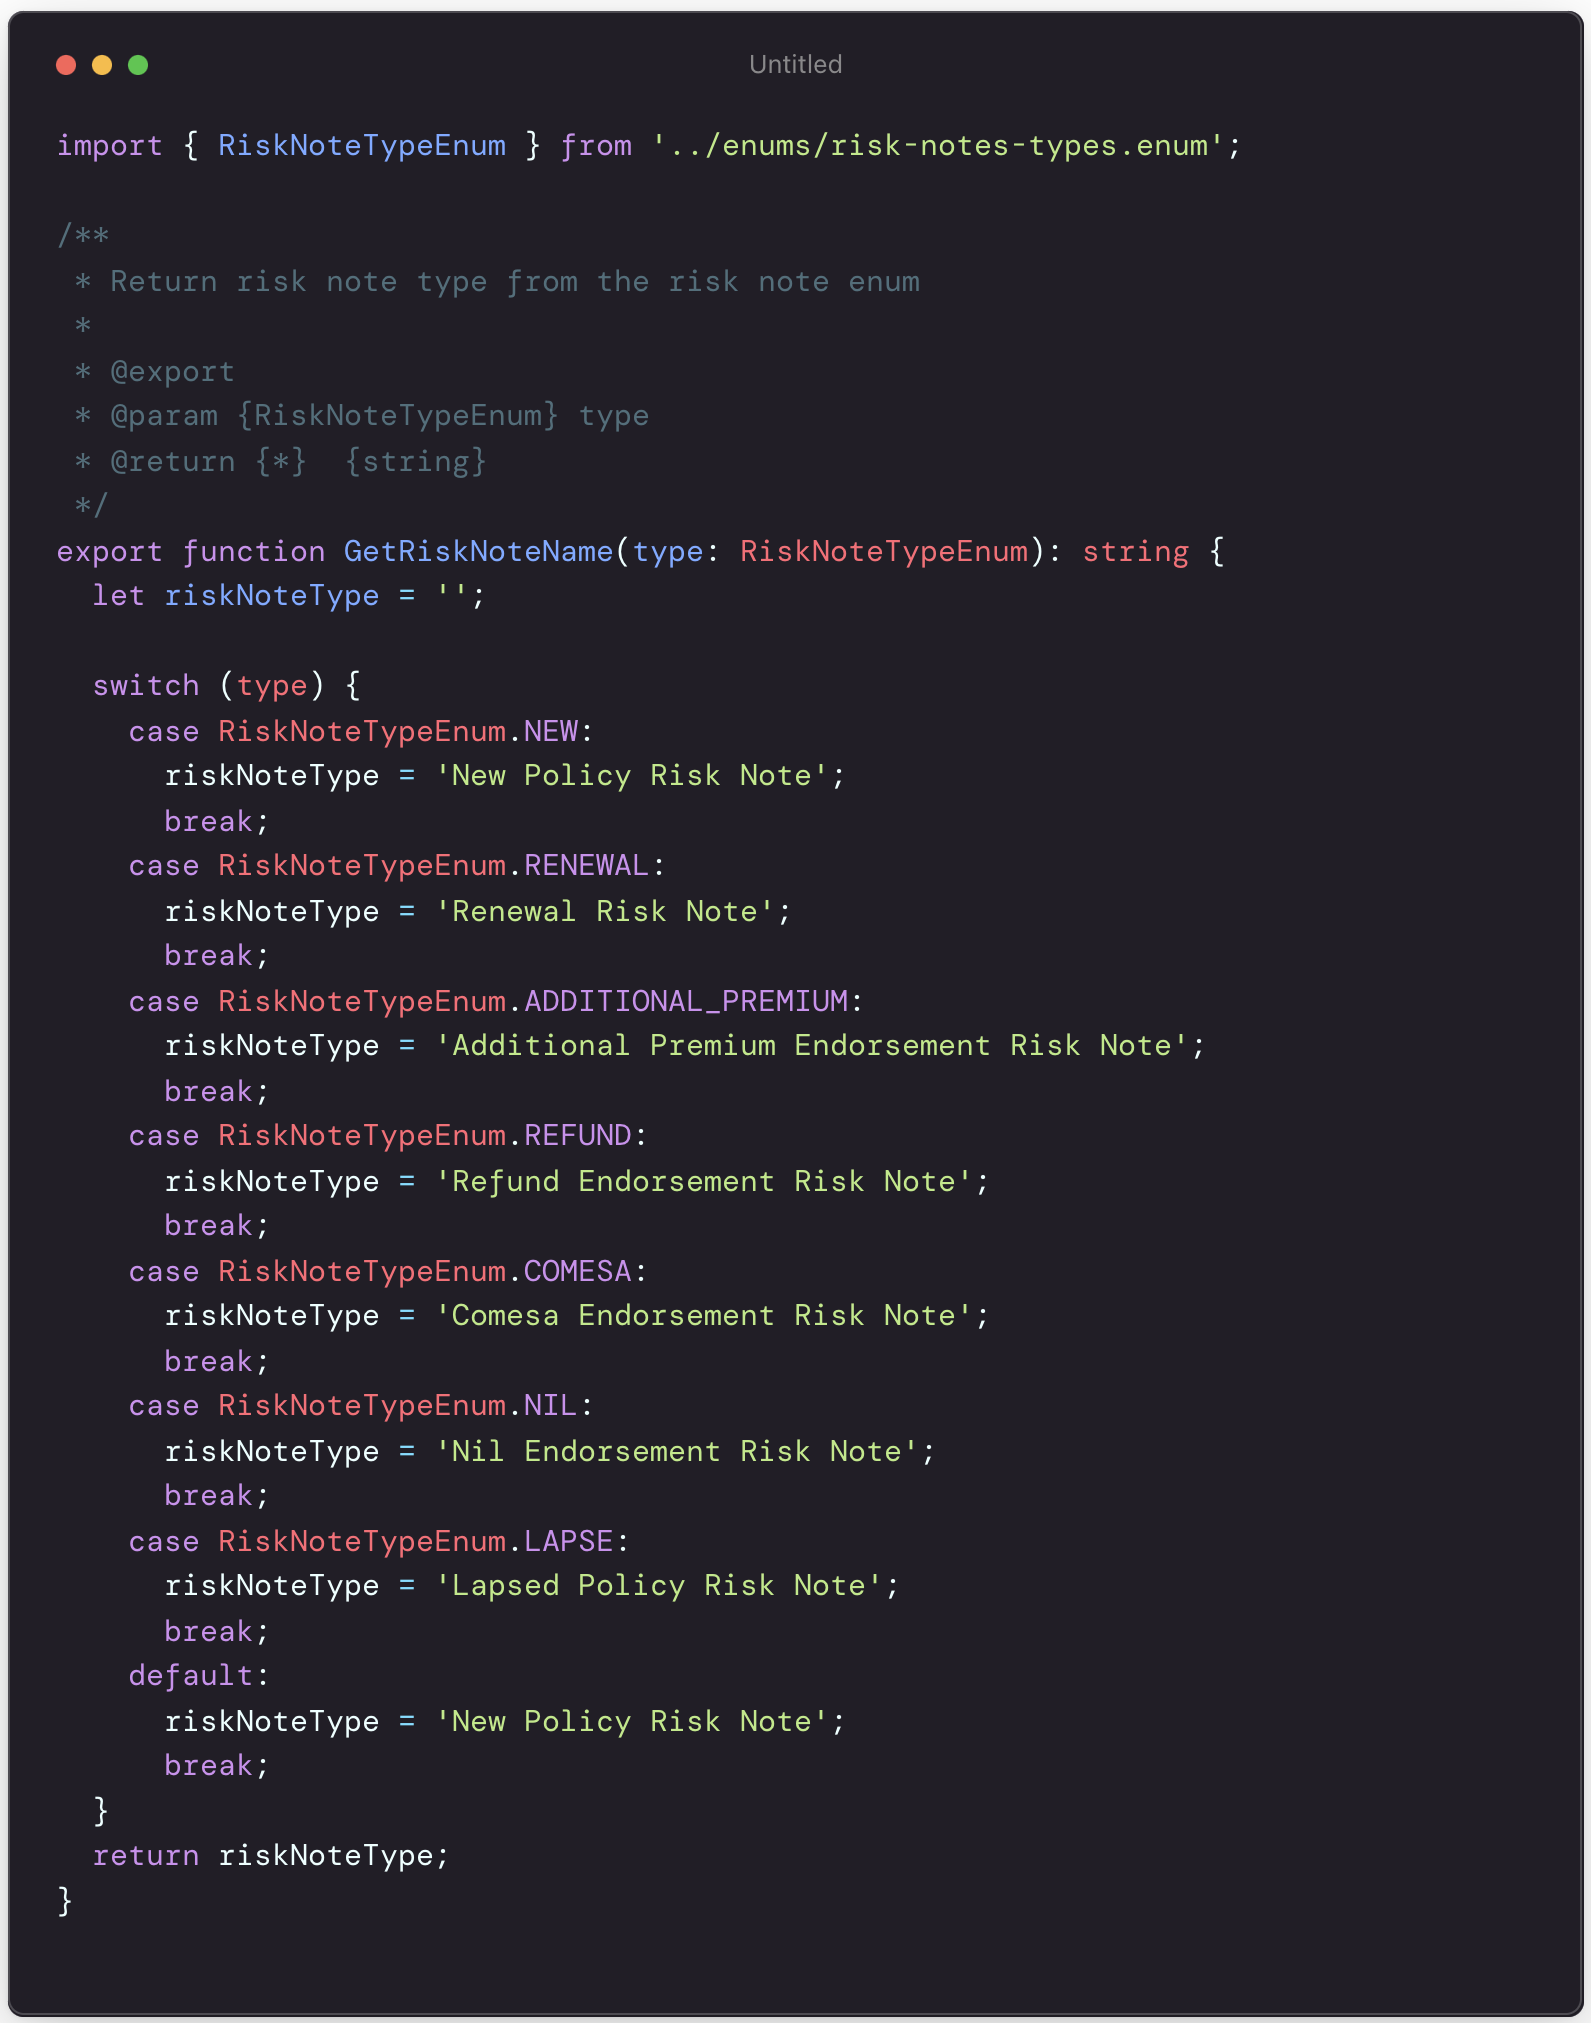 Untitled
import { RiskNoteTypeEnum } from '../enums/risk-notes-types.enum';

/**
 * Return risk note type from the risk note enum
 *
 * @export
 * @param {RiskNoteTypeEnum} type
 * @return {*}  {string}
 */
export function GetRiskNoteName(type: RiskNoteTypeEnum): string {
  let riskNoteType = '';

  switch (type) {
    case RiskNoteTypeEnum.NEW:
      riskNoteType = 'New Policy Risk Note';
      break;
    case RiskNoteTypeEnum.RENEWAL:
      riskNoteType = 'Renewal Risk Note';
      break;
    case RiskNoteTypeEnum.ADDITIONAL_PREMIUM:
      riskNoteType = 'Additional Premium Endorsement Risk Note';
      break;
    case RiskNoteTypeEnum.REFUND:
      riskNoteType = 'Refund Endorsement Risk Note';
      break;
    case RiskNoteTypeEnum.COMESA:
      riskNoteType = 'Comesa Endorsement Risk Note';
      break;
    case RiskNoteTypeEnum.NIL:
      riskNoteType = 'Nil Endorsement Risk Note';
      break;
    case RiskNoteTypeEnum.LAPSE:
      riskNoteType = 'Lapsed Policy Risk Note';
      break;
    default:
      riskNoteType = 'New Policy Risk Note';
      break;
  }
  return riskNoteType;
}